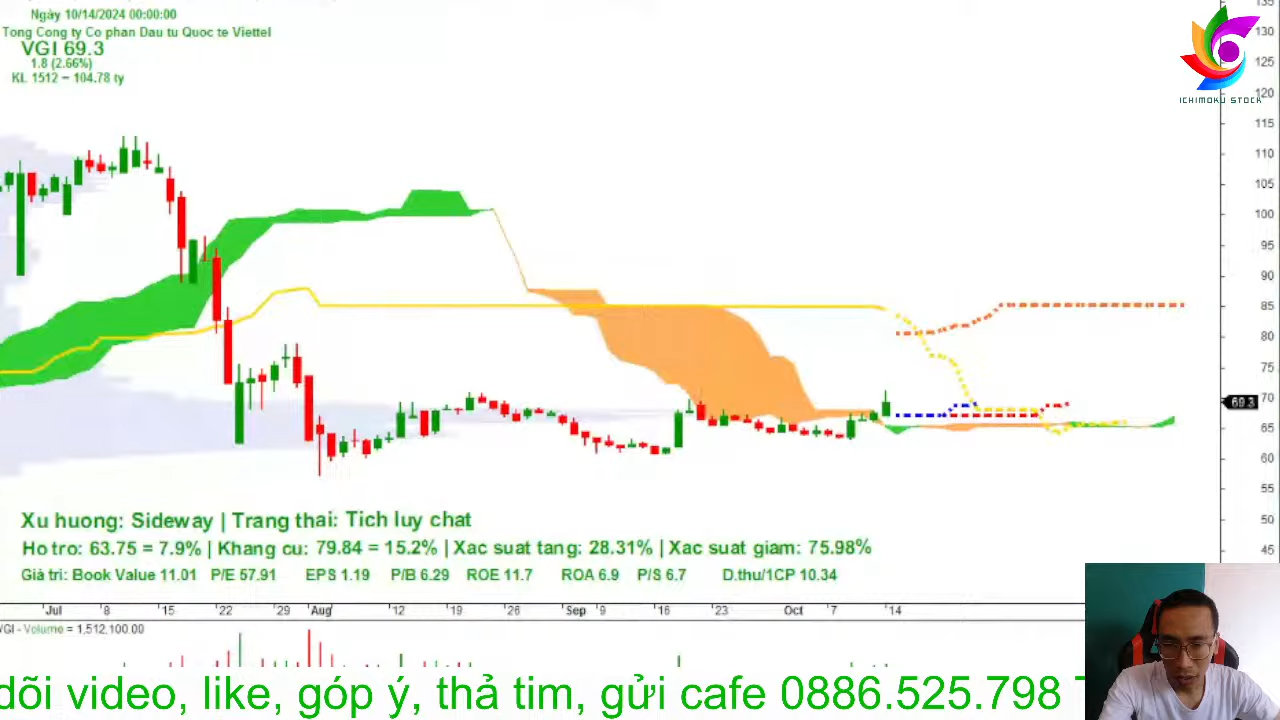 Ngày 10/14/2024 00:00:00
Tong Cong ty Co phan Dau tu Quoc te Viettel
VGI 69.3
1.8 (2.66%)
KL 1512 ~ 104.78 ty
ICHIMOKU STOCK
135
130
125
120
115
110
105
100
95
90
85
80
75
70
69.3
65
60
55
50
45
Xu huong: Sideway | Trang thai: Tich luy chat
Ho tro: 63.75 = 7.9% | Khang cu: 79.84 = 15.2% | Xac suat tang: 28.31% | Xac suat giam: 75.98%
Giá trì: Book Value 11.01 P/E 57.91 EPS 1.19 P/B 6.29 ROE 11.7 ROA 6.9 P/S 6.7 D.thu/1CP 10.34
Jul 8 15 22 29 Aug 12 19 26 Sep 9 16 23 Oct 7 14
VGI - Volume = 1,512,100.00
dõi video, like, góp ý, thả tim, gửi cafe 0886.525.798